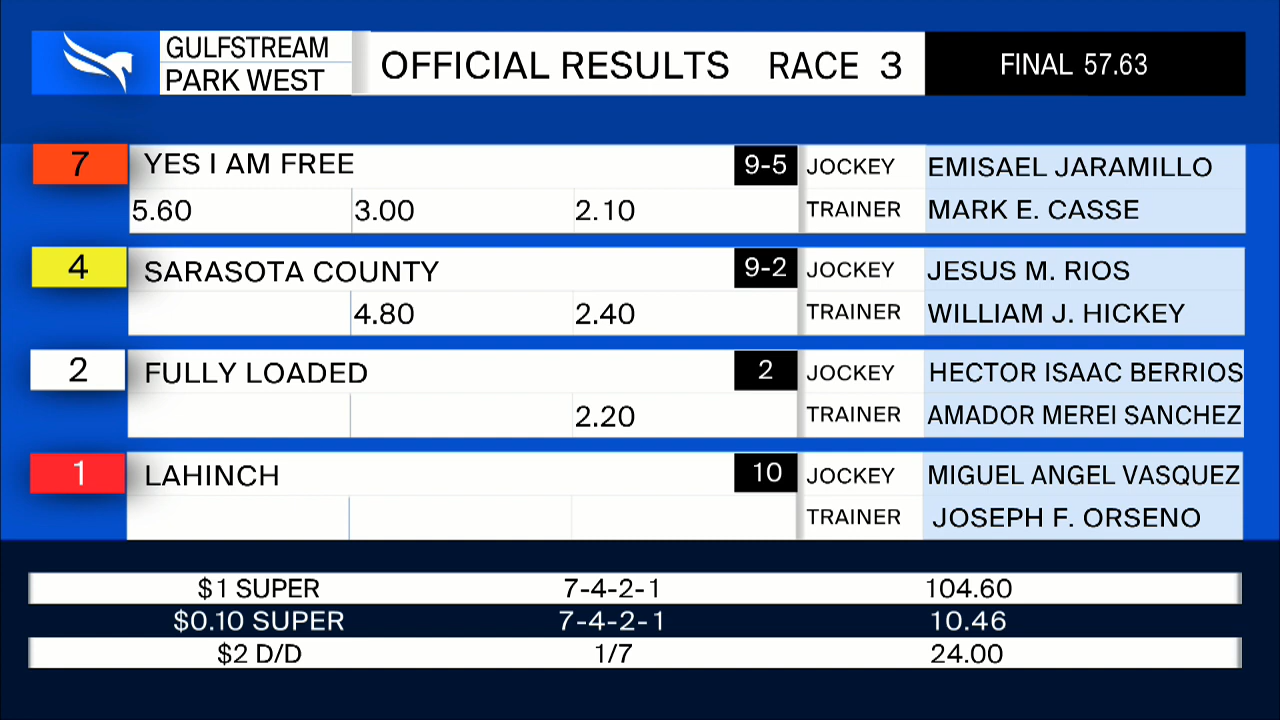 GULFSTREAM
PARK WEST
OFFICIAL RESULTS RACE 3
FINAL 57.63
7 YES I AM FREE 9-5 JOCKEY EMISAEL JARAMILLO
5.60 3.00 2.10 TRAINER MARK E. CASSE
4 SARASOTA COUNTY 9-2 JOCKEY JESUS M. RIOS
4.80 2.40 TRAINER WILLIAM J. HICKEY
2 FULLY LOADED 2 JOCKEY HECTOR ISAAC BERRIOS
2.20 TRAINER AMADOR MEREI SANCHEZ
1 LAHINCH 10 JOCKEY MIGUEL ANGEL VASQUEZ
TRAINER JOSEPH F. ORSENO
$1 SUPER 7-4-2-1 104.60
$0.10 SUPER 7-4-2-1 10.46
$2 D/D 1/7 24.00